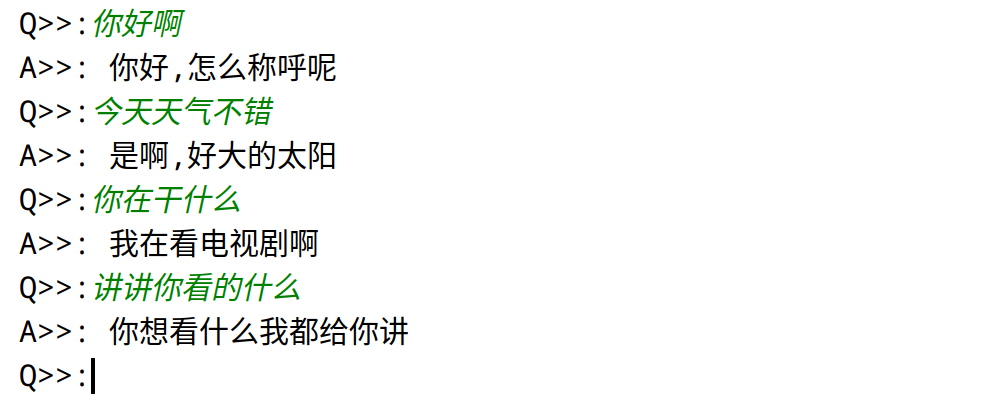 Q>>:你好啊
A>>: 你好,怎么称呼呢
Q>>:今天天气不错
A>>: 是啊,好大的太阳
Q>>:你在干什么
A>>: 我在看电视剧啊
Q>>:讲讲你看的什么
A>>: 你想看什么我都给你讲
Q>>: